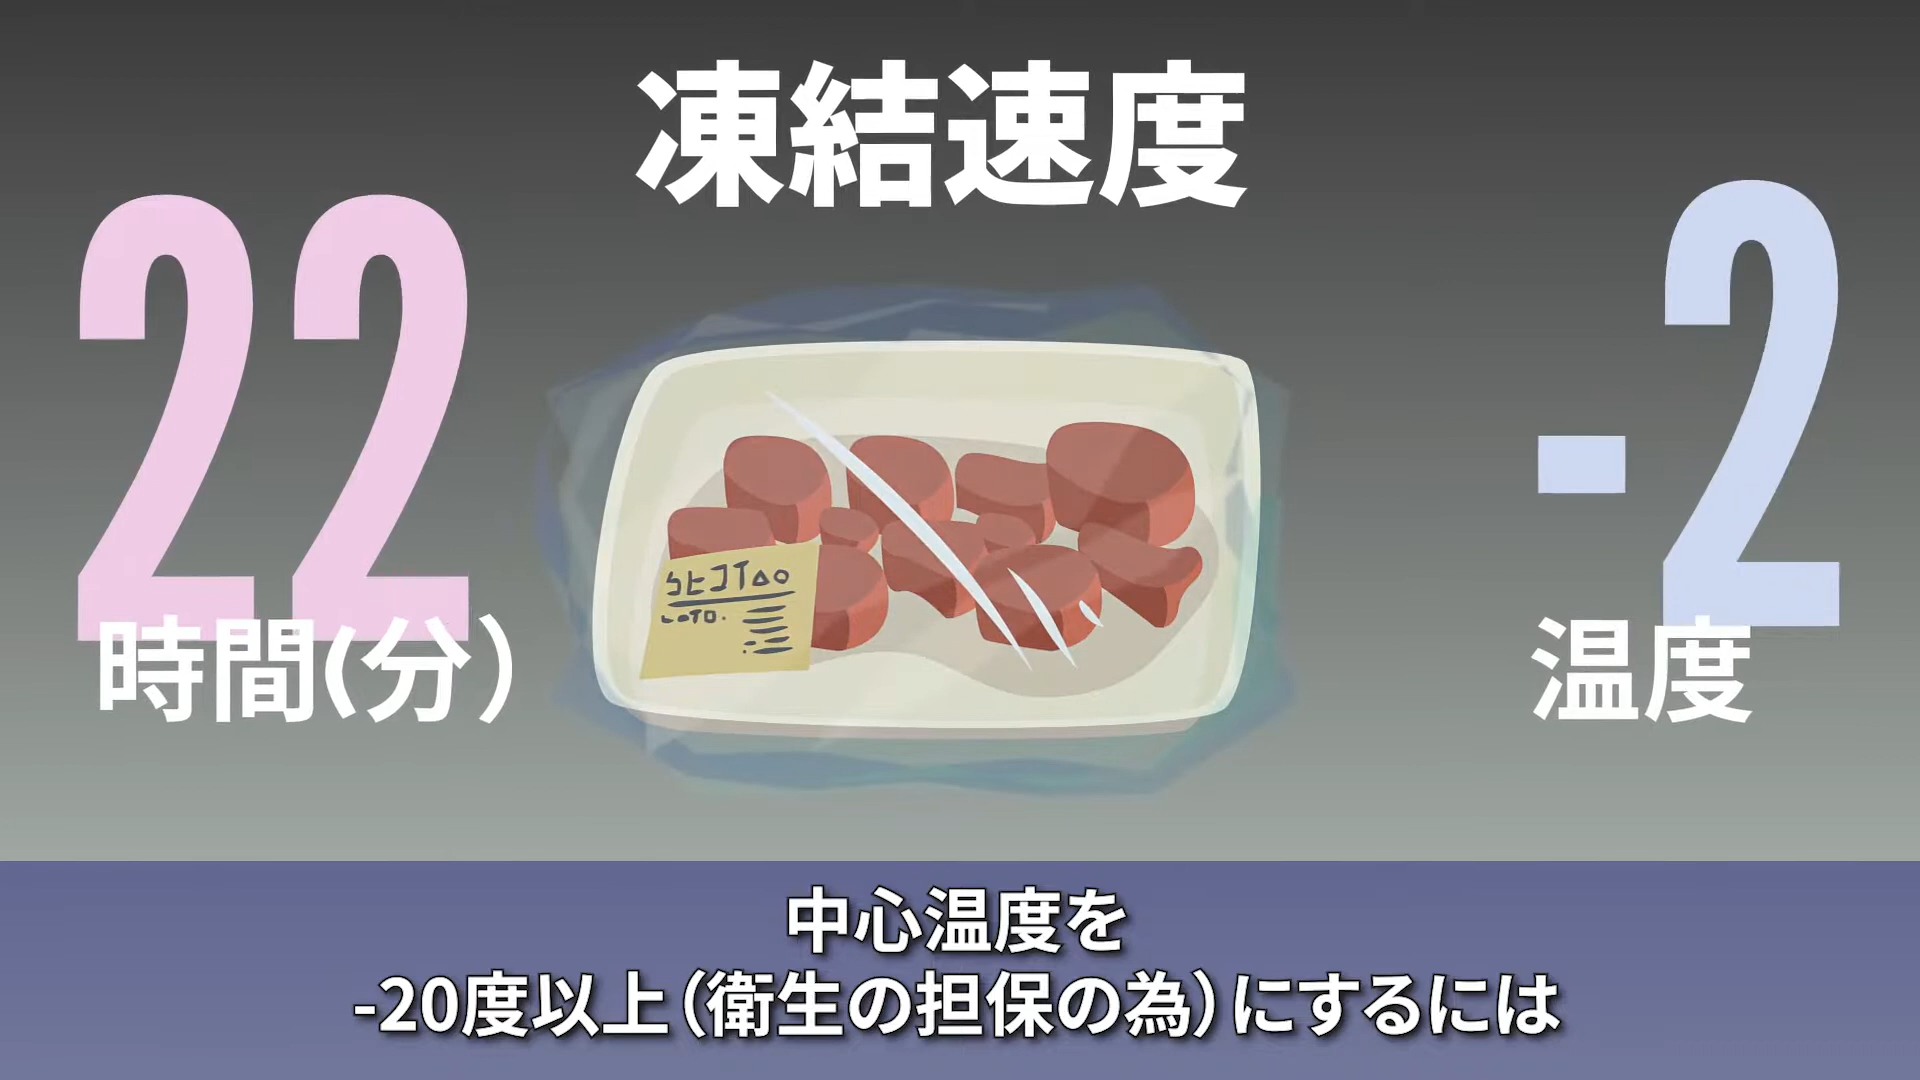 凍結速度
22
時間(分)
-2
温度
中心温度を
-20度以上(衛生の担保の為)にするには